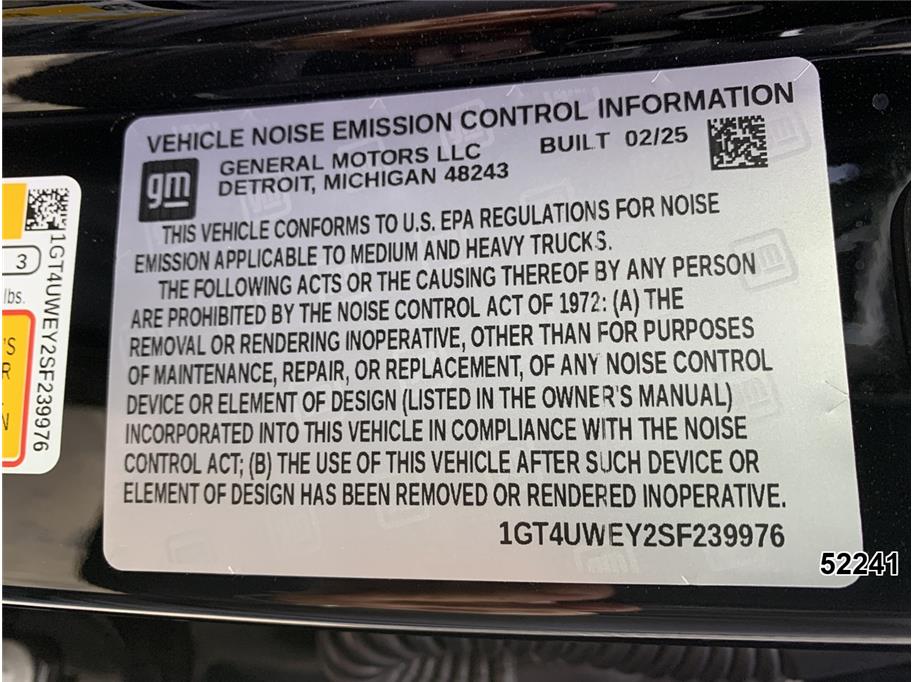 VEHICLE NOISE EMISSION CONTROL INFORMATION
gm
GENERAL MOTORS LLC
DETROIT, MICHIGAN 48243
BUILT 02/25
THIS VEHICLE CONFORMS TO U.S. EPA REGULATIONS FOR NOISE
EMISSION APPLICABLE TO MEDIUM AND HEAVY TRUCKS.
THE FOLLOWING ACTS OR THE CAUSING THEREOF BY ANY PERSON
ARE PROHIBITED BY THE NOISE CONTROL ACT OF 1972: (A) THE
REMOVAL OR RENDERING INOPERATIVE, OTHER THAN FOR PURPOSES
OF MAINTENANCE, REPAIR, OR REPLACEMENT, OF ANY NOISE CONTROL
DEVICE OR ELEMENT OF DESIGN (LISTED IN THE OWNER'S MANUAL)
INCORPORATED INTO THIS VEHICLE IN COMPLIANCE WITH THE NOISE
CONTROL ACT; (B) THE USE OF THIS VEHICLE AFTER SUCH DEVICE OR
ELEMENT OF DESIGN HAS BEEN REMOVED OR RENDERED INOPERATIVE.
1GT4UWEY2SF239976
1GT4UWEY2SF239976
3
lbs.
52241